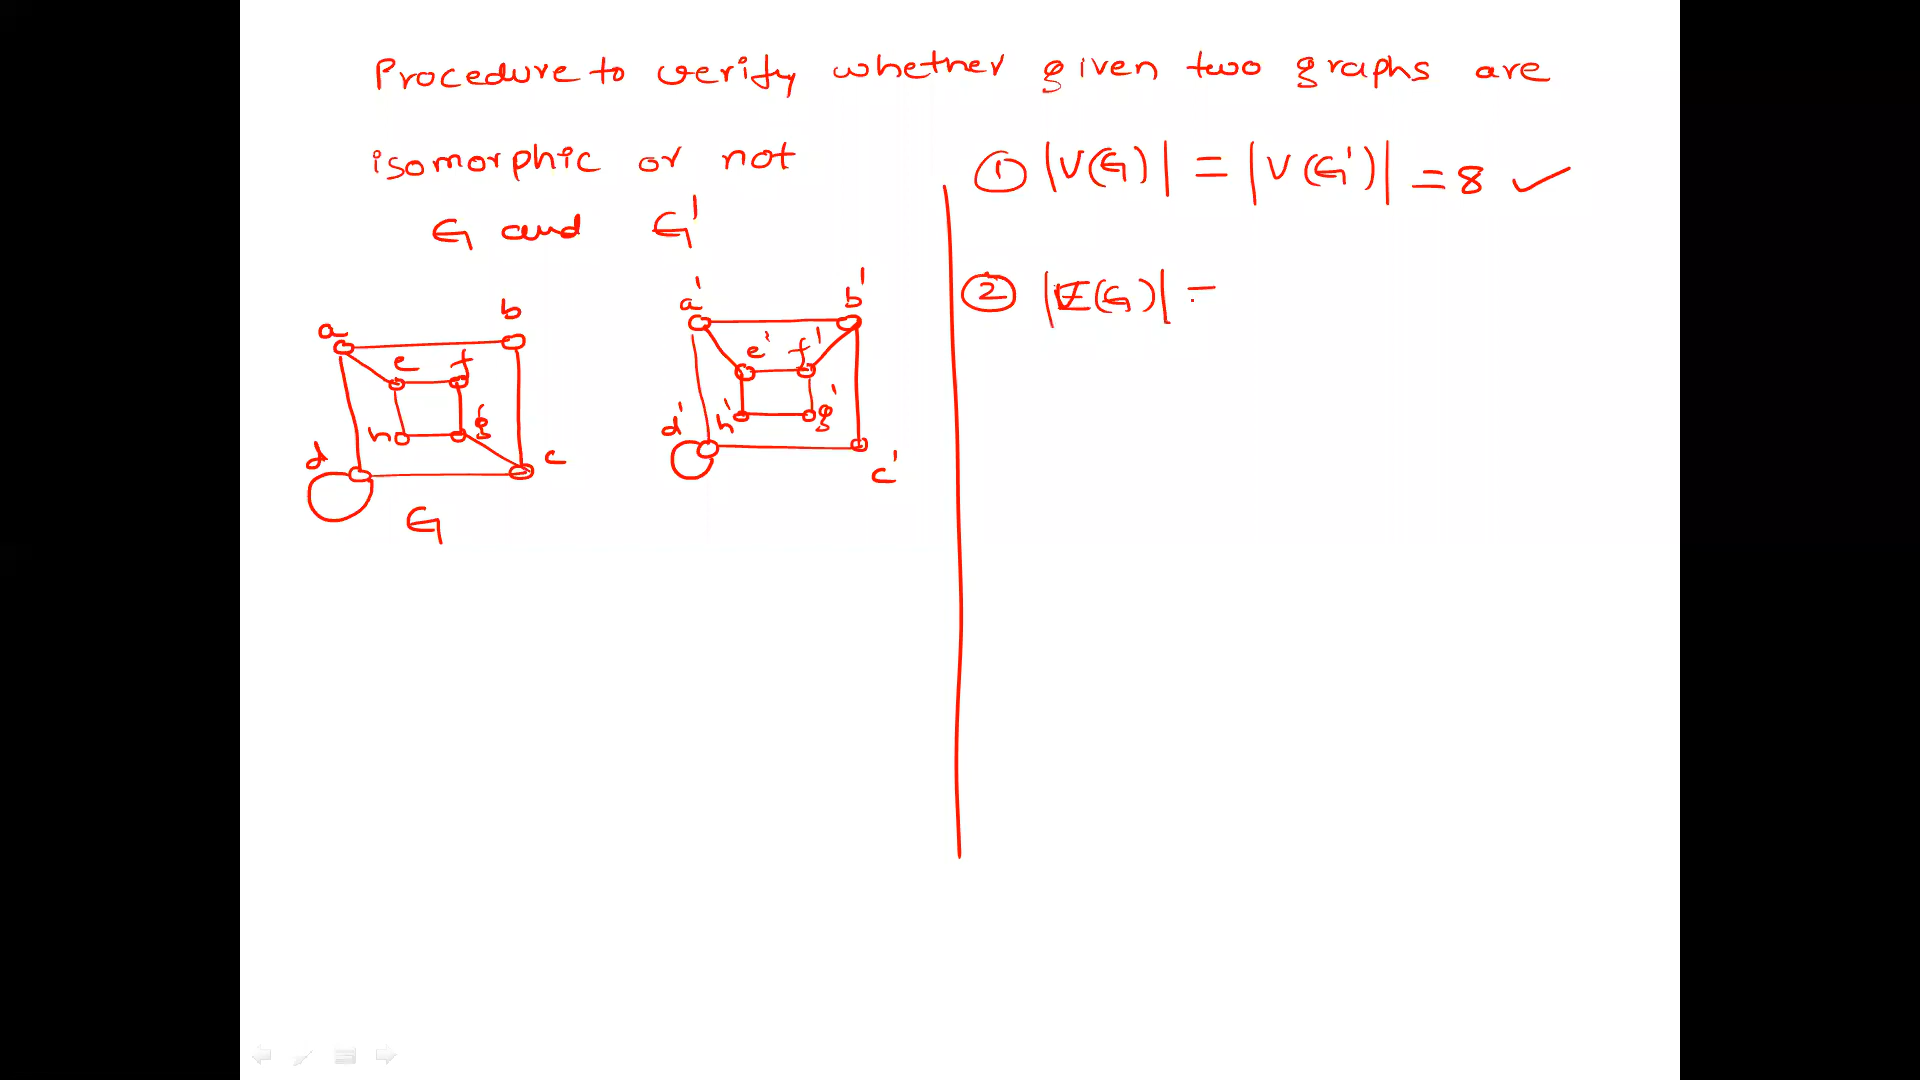 Procedure to verify whether given two graphs are
isomorphic or not
G and G'
a b
e f
h g
d c
G
a' b'
e' f'
h' g'
d' c'
① |V(G)| = |V(G')| = 8 ✓
② |E(G)| =